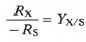 R_X / -R_S = Y_X/S